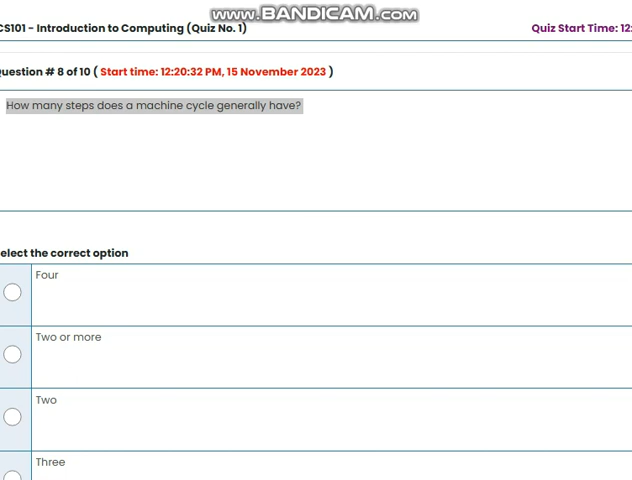 www.BANDICAM.com
CS101 - Introduction to Computing (Quiz No. 1)
Quiz Start Time: 12:
Question # 8 of 10 ( Start time: 12:20:32 PM, 15 November 2023 )
How many steps does a machine cycle generally have?
elect the correct option
Four
Two or more
Two
Three